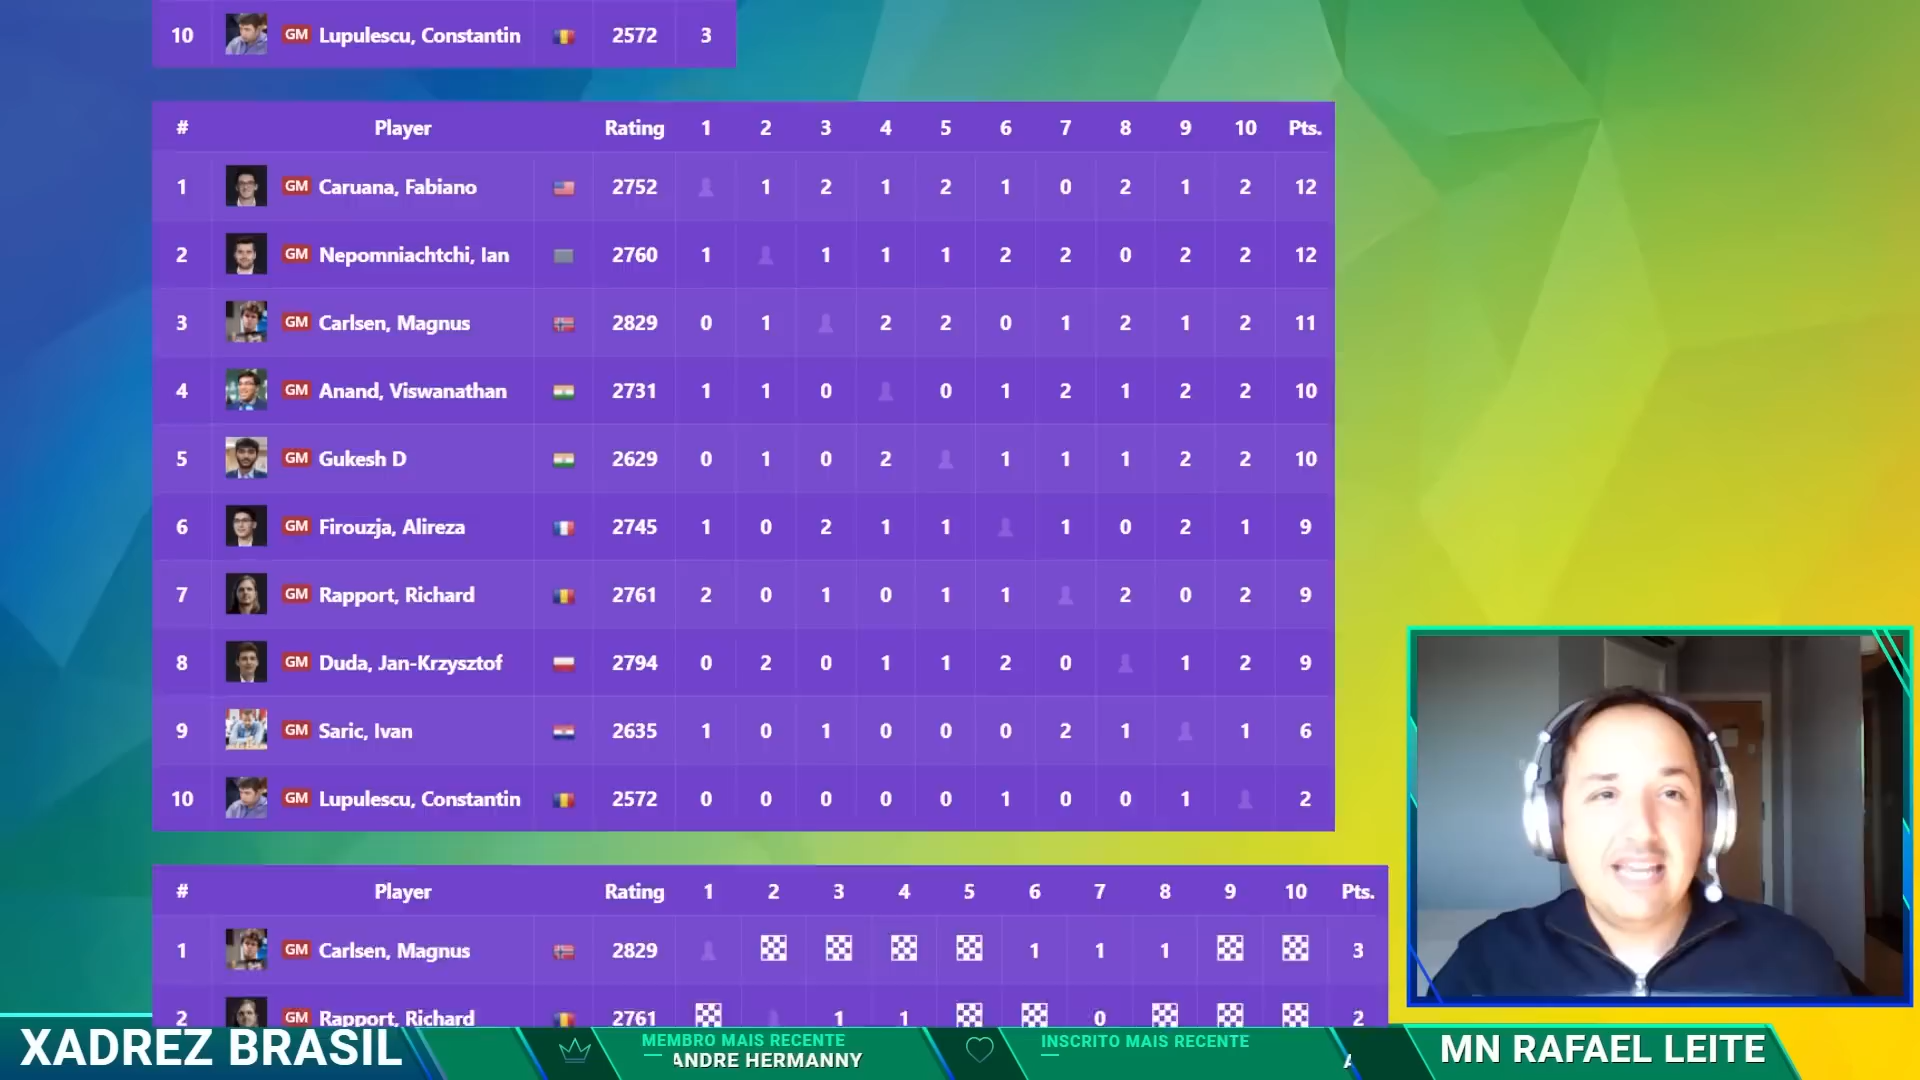 10 GM Lupulescu, Constantin 2572 3
# Player Rating 1 2 3 4 5 6 7 8 9 10 Pts.
1 GM Caruana, Fabiano 2752 1 2 1 2 1 0 2 1 2 12
2 GM Nepomniachtchi, Ian 2760 1 1 1 1 2 2 0 2 2 12
3 GM Carlsen, Magnus 2829 0 1 2 2 0 1 2 1 2 11
4 GM Anand, Viswanathan 2731 1 1 0 0 1 2 1 2 2 10
5 GM Gukesh D 2629 0 1 0 2 1 1 1 2 2 10
6 GM Firouzja, Alireza 2745 1 0 2 1 1 1 0 2 1 9
7 GM Rapport, Richard 2761 2 0 1 0 1 1 2 0 2 9
8 GM Duda, Jan-Krzysztof 2794 0 2 0 1 1 2 0 1 2 9
9 GM Saric, Ivan 2635 1 0 1 0 0 0 2 1 1 6
10 GM Lupulescu, Constantin 2572 0 0 0 0 0 1 0 0 1 2
# Player Rating 1 2 3 4 5 6 7 8 9 10 Pts.
1 GM Carlsen, Magnus 2829 1 1 1 3
2 GM Rapport, Richard 2761 1 1 0 2
XADREZ BRASIL
MEMBRO MAIS RECENTE
ANDRE HERMANNY
INSCRITO MAIS RECENTE
MN RAFAEL LEITE